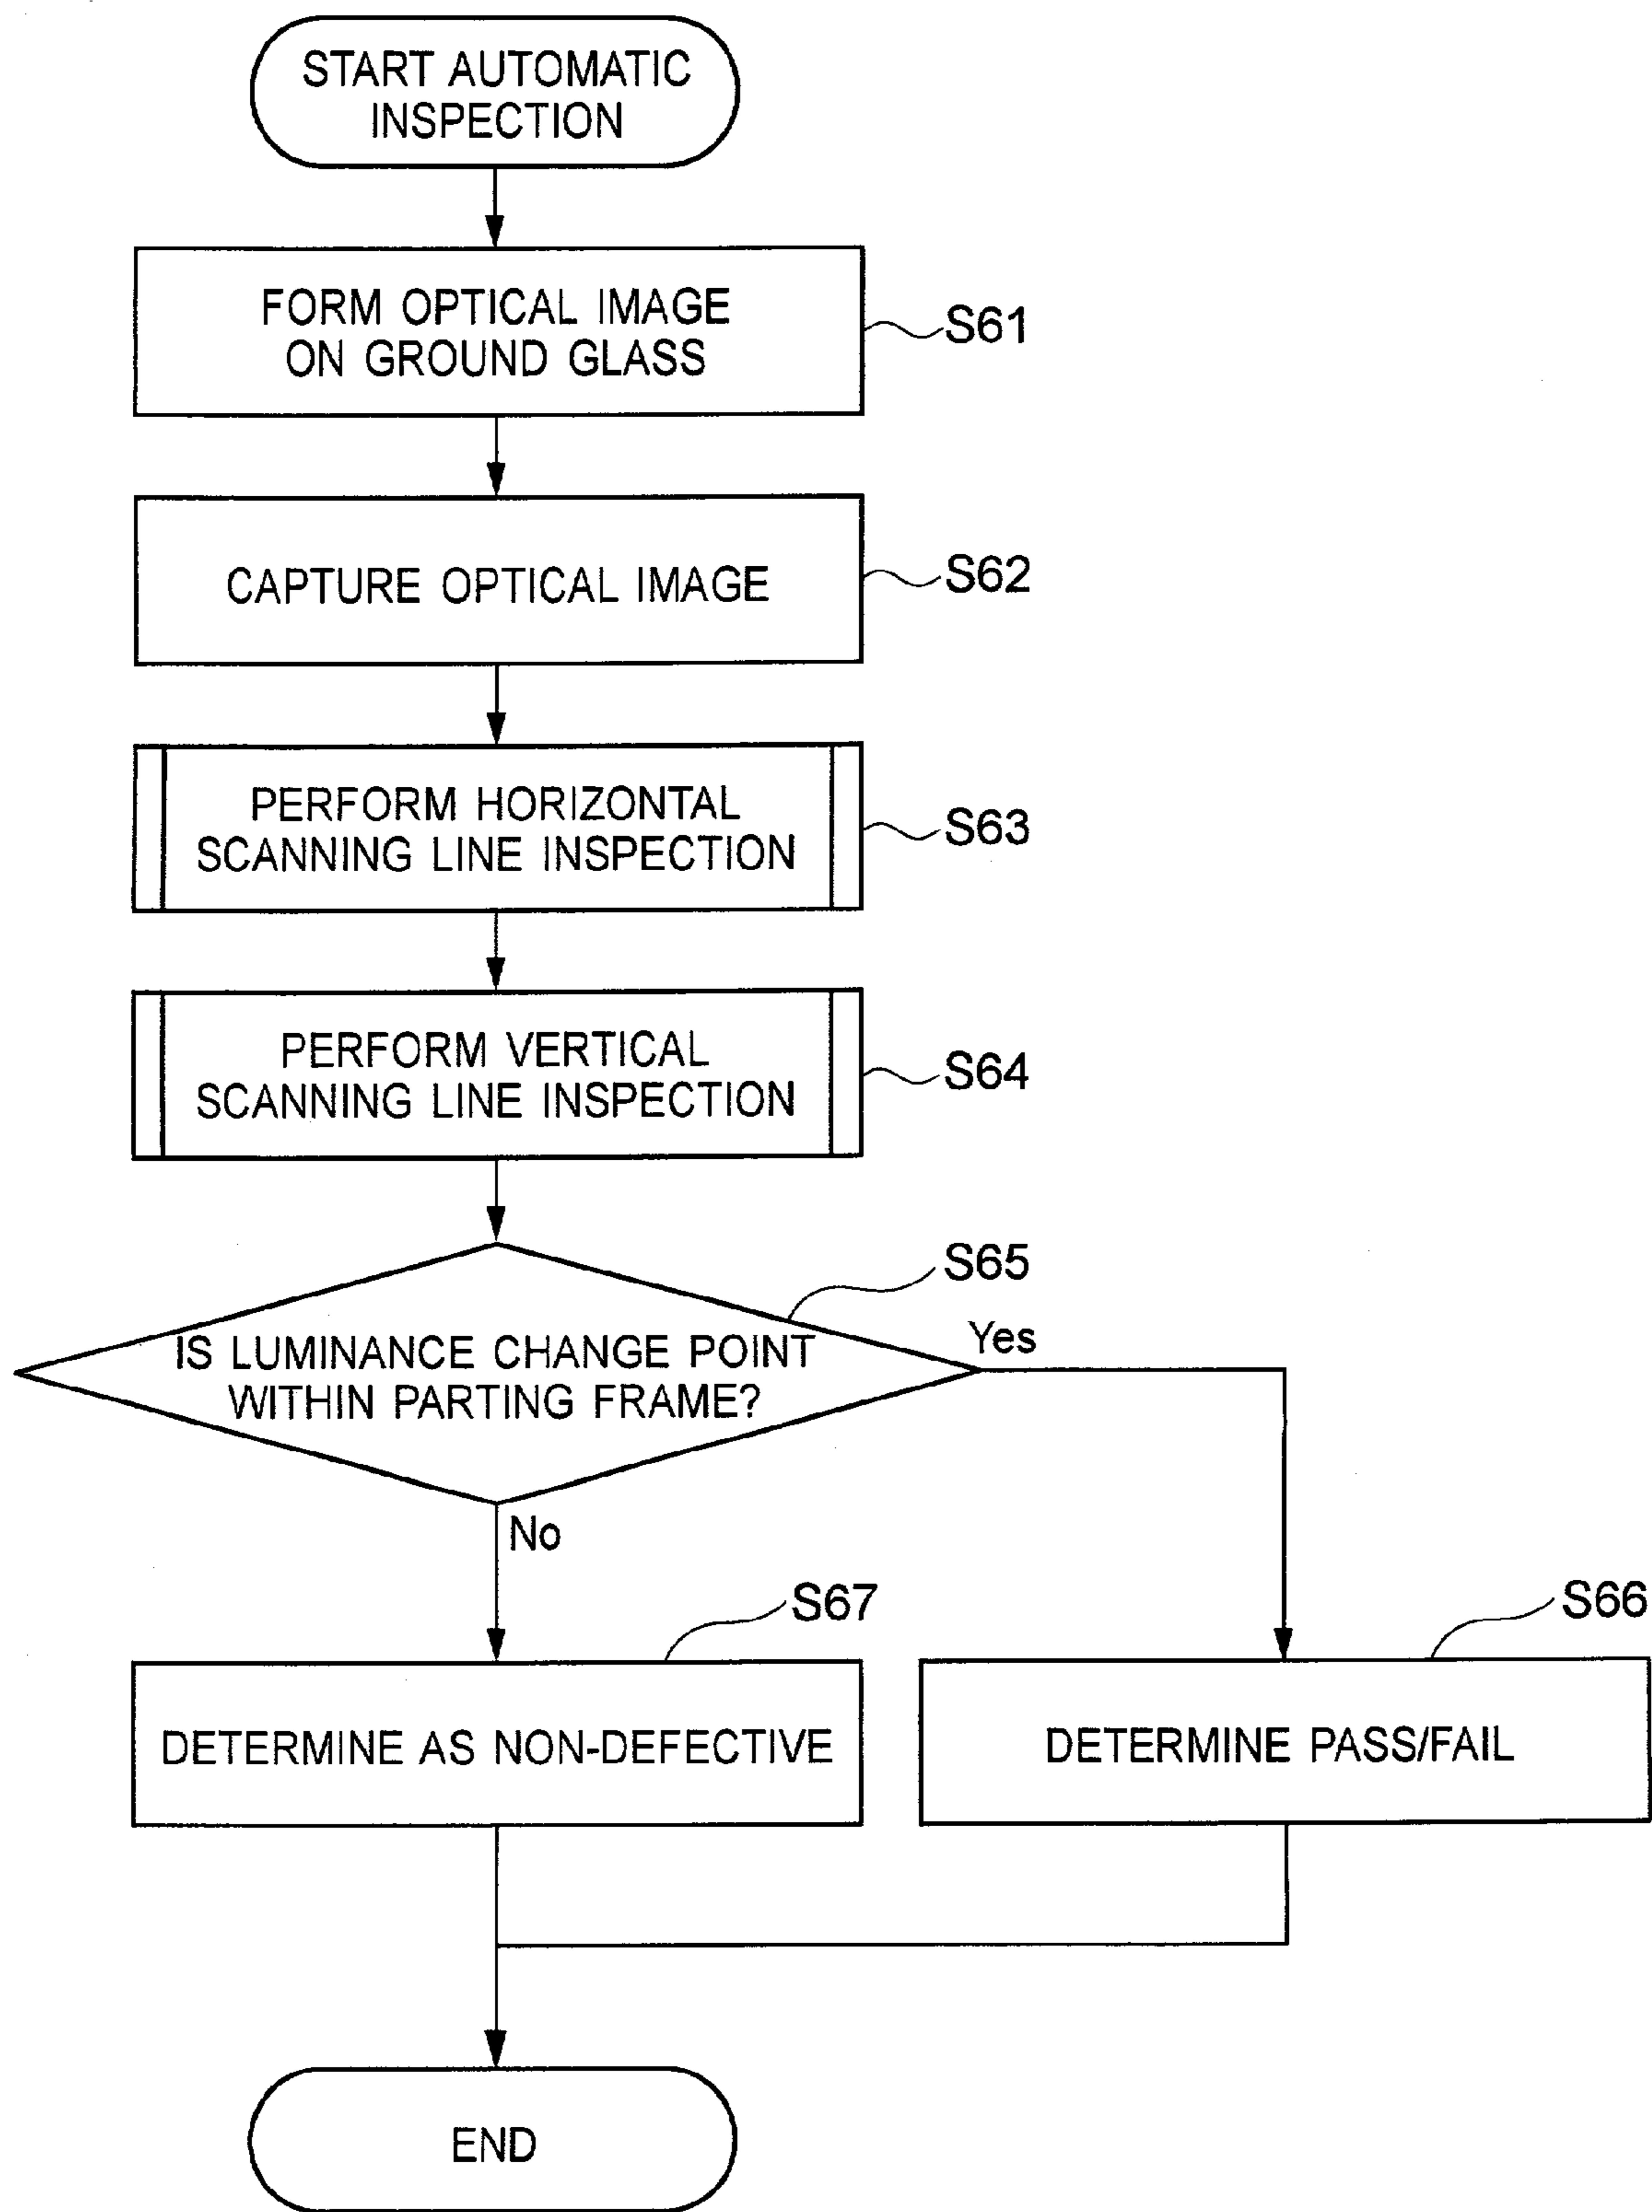 START AUTOMATIC
INSPECTION
FORM OPTICAL IMAGE
ON GROUND GLASS
S61
CAPTURE OPTICAL IMAGE
S62
PERFORM HORIZONTAL
SCANNING LINE INSPECTION
S63
PERFORM VERTICAL
SCANNING LINE INSPECTION
S64
S65
IS LUMINANCE CHANGE POINT
WITHIN PARTING FRAME?
Yes
No
S67
S66
DETERMINE AS NON-DEFECTIVE
DETERMINE PASS/FAIL
END